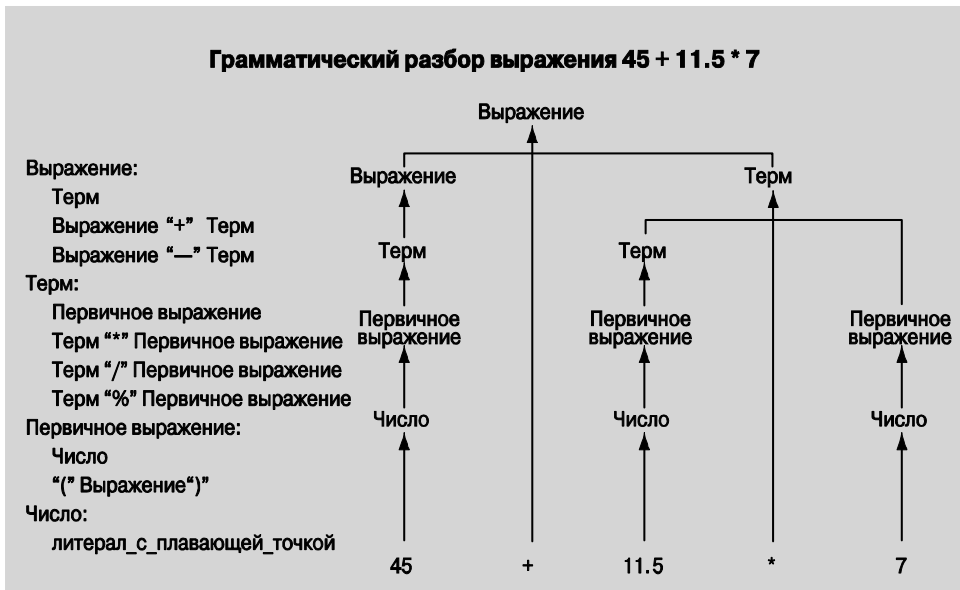 Грамматический разбор выражения 45 + 11.5 * 7
Выражение:
Терм
Выражение “+” Терм
Выражение “—” Терм
Терм:
Первичное выражение
Терм “*” Первичное выражение
Терм “/” Первичное выражение
Терм “%” Первичное выражение
Первичное выражение:
Число
“(” Выражение“)”
Число:
литерал_с_плавающей_точкой
Выражение
Выражение Терм
Терм Терм
Первичное Первичное Первичное
выражение выражение выражение
Число Число Число
45 + 11.5 * 7